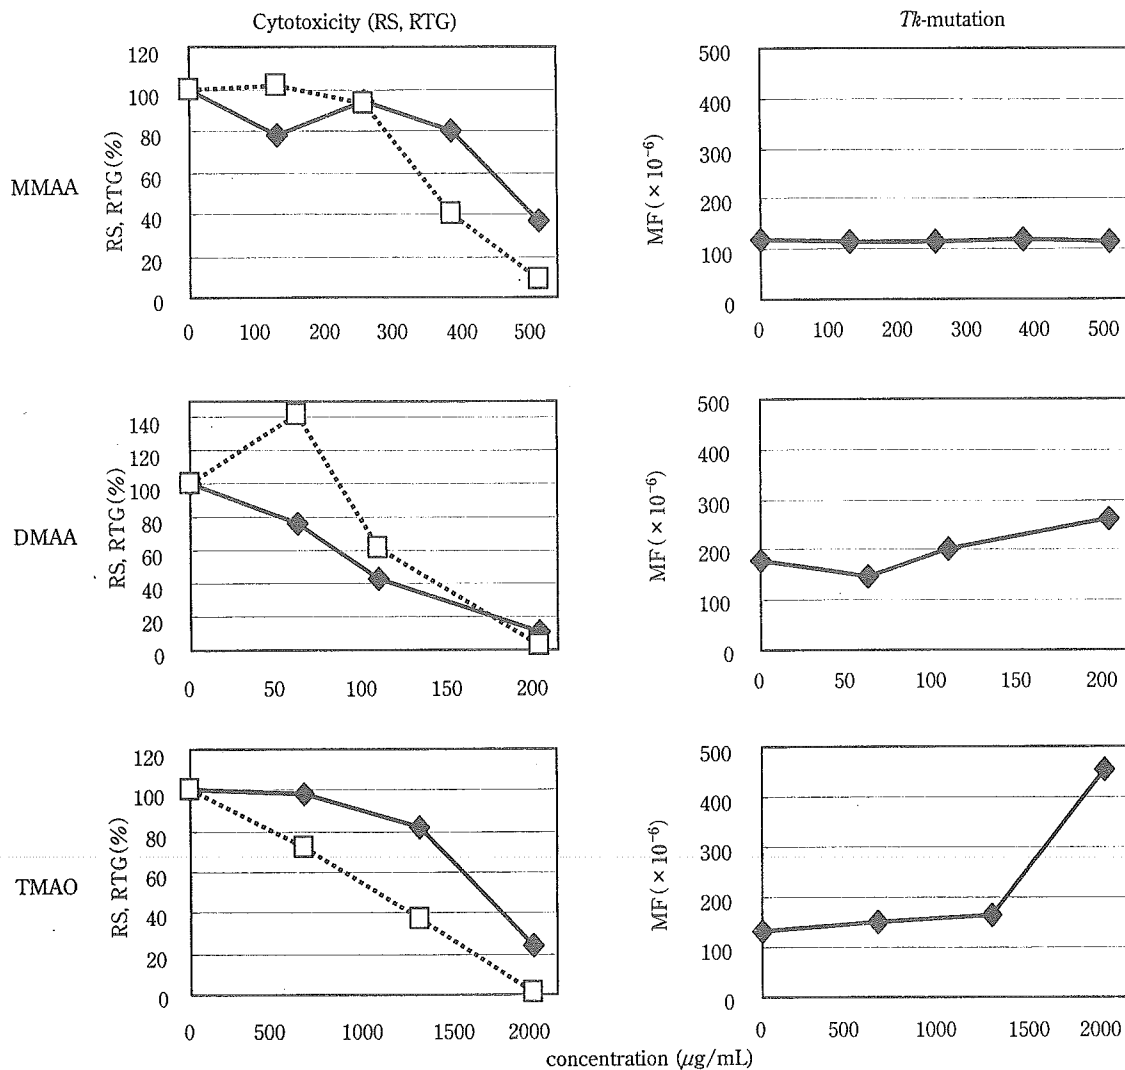 Cytotoxicity (RS, RTG)
Tk-mutation
MMAA
RS, RTG(%)
120
100
80
60
40
20
0
0 100 200 300 400 500
MF(×10⁻⁶)
500
400
300
200
100
0
0 100 200 300 400 500
DMAA
RS, RTG(%)
140
120
100
80
60
40
20
0
0 50 100 150 200
MF(×10⁻⁶)
500
400
300
200
100
0
0 50 100 150 200
TMAO
RS, RTG(%)
120
100
80
60
40
20
0
0 500 1000 1500 2000
MF(×10⁻⁶)
500
400
300
200
100
0
0 500 1000 1500 2000
concentration (μg/mL)